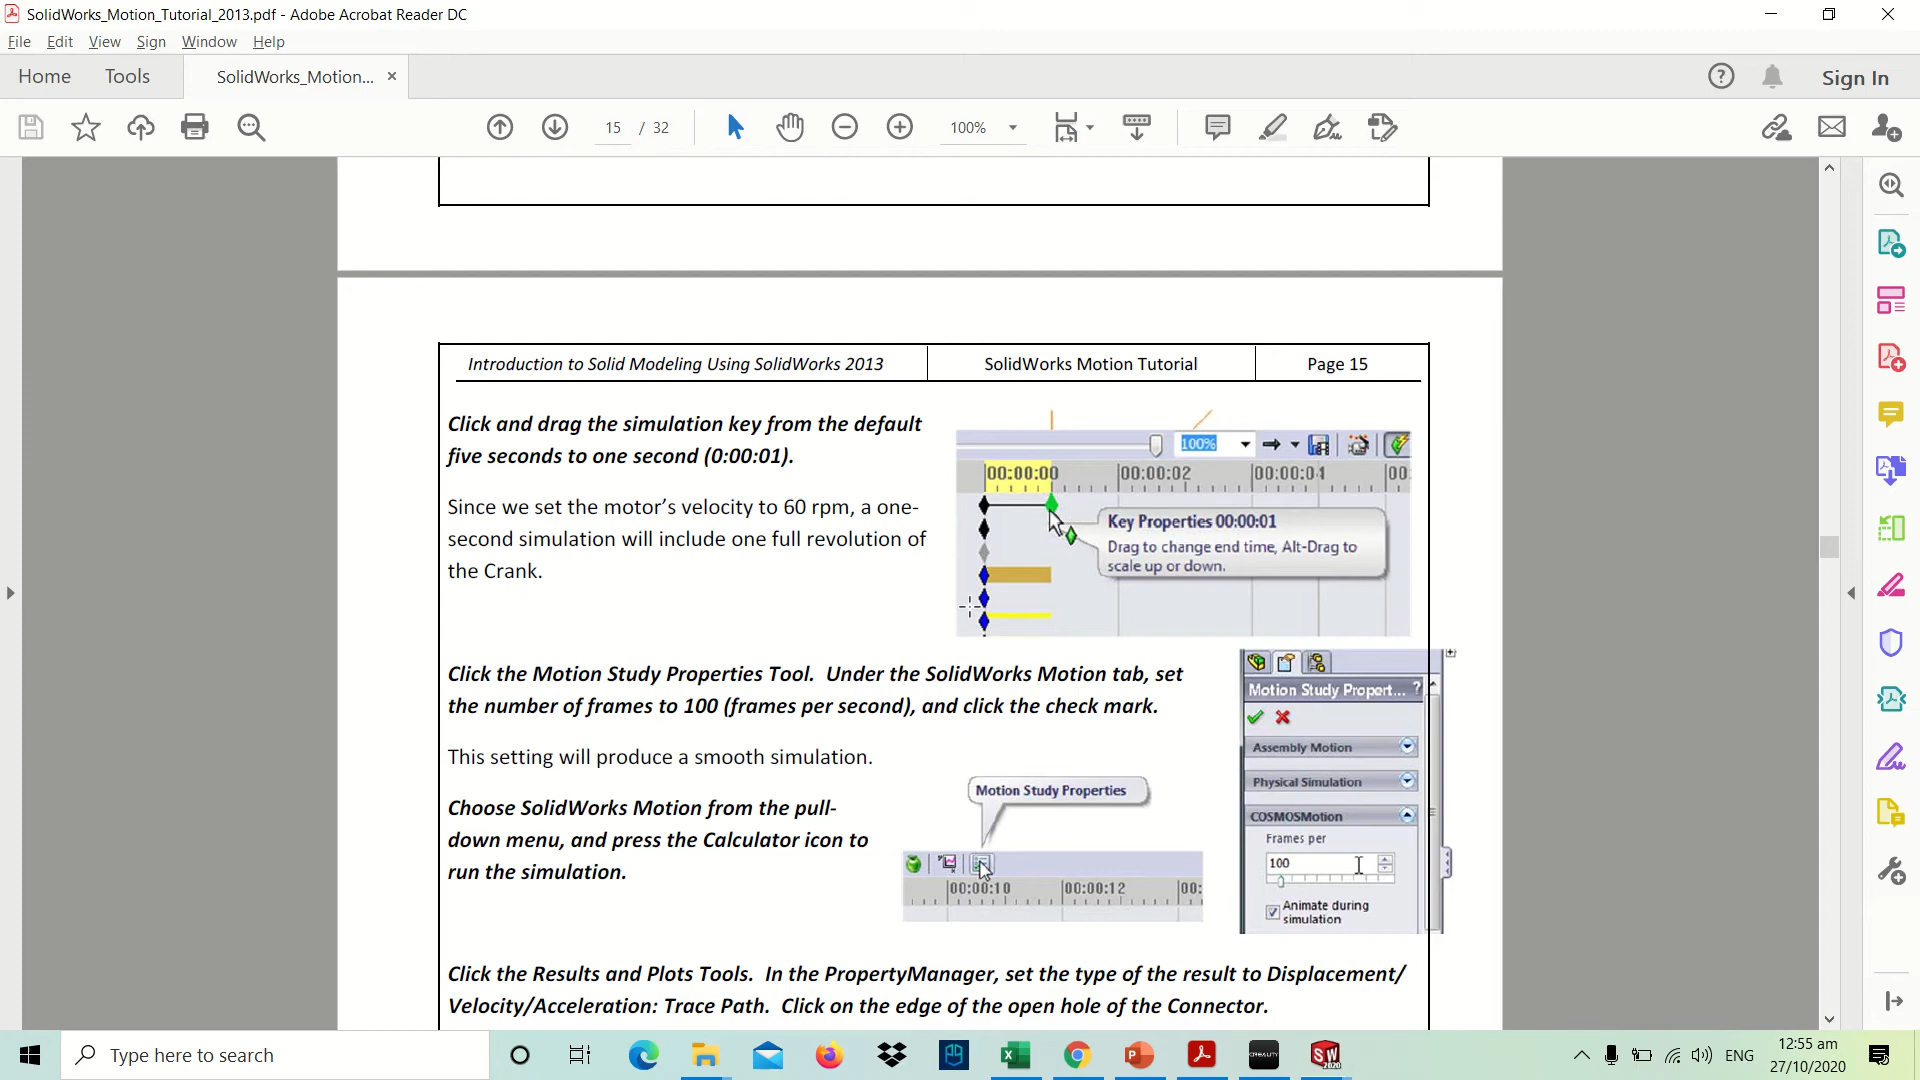 SolidWorks_Motion_Tutorial_2013.pdf - Adobe Acrobat Reader DC
File Edit View Sign Window Help
Home Tools SolidWorks_Motion... × Sign In
15 / 32 100%
Introduction to Solid Modeling Using SolidWorks 2013 SolidWorks Motion Tutorial Page 15
Click and drag the simulation key from the default
five seconds to one second (0:00:01).
Since we set the motor's velocity to 60 rpm, a one-
second simulation will include one full revolution of
the Crank.
100%
00:00:00 00:00:02 00:00:04 00:
Key Properties 00:00:01
Drag to change end time, Alt-Drag to
scale up or down.
Click the Motion Study Properties Tool. Under the SolidWorks Motion tab, set
the number of frames to 100 (frames per second), and click the check mark.
This setting will produce a smooth simulation.
Choose SolidWorks Motion from the pull-
down menu, and press the Calculator icon to
run the simulation.
Motion Study Properties
00:00:10 00:00:12 00:
Motion Study Propert... ?
Assembly Motion
Physical Simulation
COSMOSMotion
Frames per
100
Animate during
simulation
Click the Results and Plots Tools. In the PropertyManager, set the type of the result to Displacement/
Velocity/Acceleration: Trace Path. Click on the edge of the open hole of the Connector.
Type here to search
ENG
12:55 am
27/10/2020